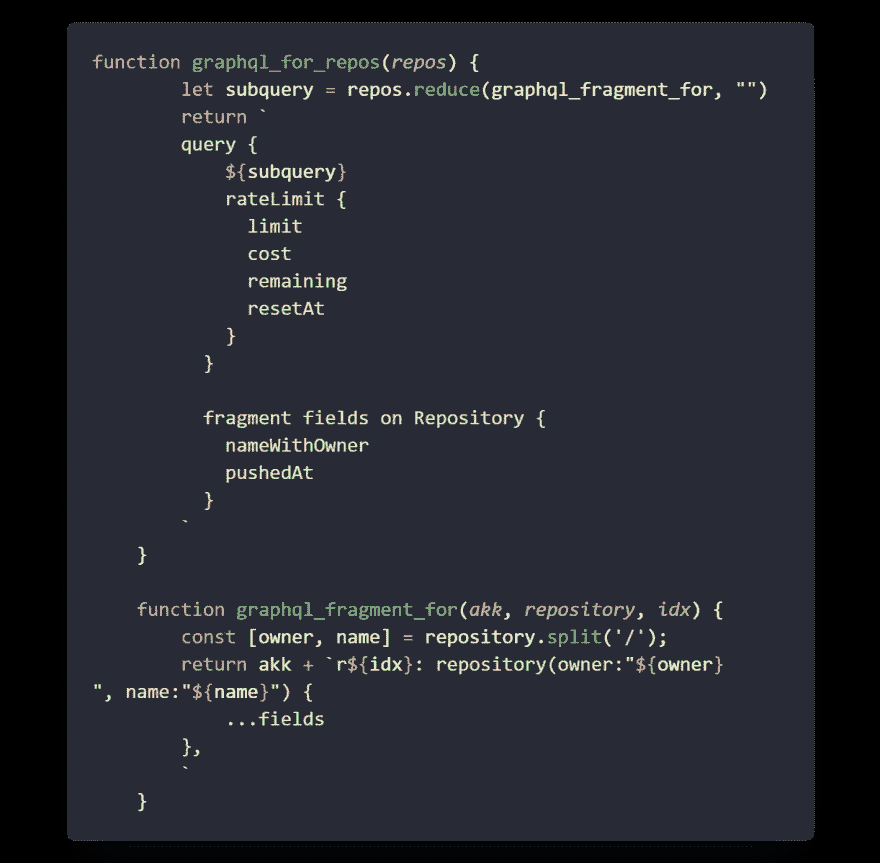 function graphql_for_repos(repos) {
        let subquery = repos.reduce(graphql_fragment_for, "")
        return `
        query {
            ${subquery}
            rateLimit {
              limit
              cost
              remaining
              resetAt
            }
          }

          fragment fields on Repository {
            nameWithOwner
            pushedAt
          }
        `
    }

    function graphql_fragment_for(akk, repository, idx) {
        const [owner, name] = repository.split('/');
        return akk + `r${idx}: repository(owner:"${owner}
", name:"${name}") {
            ...fields
        },
        `
    }